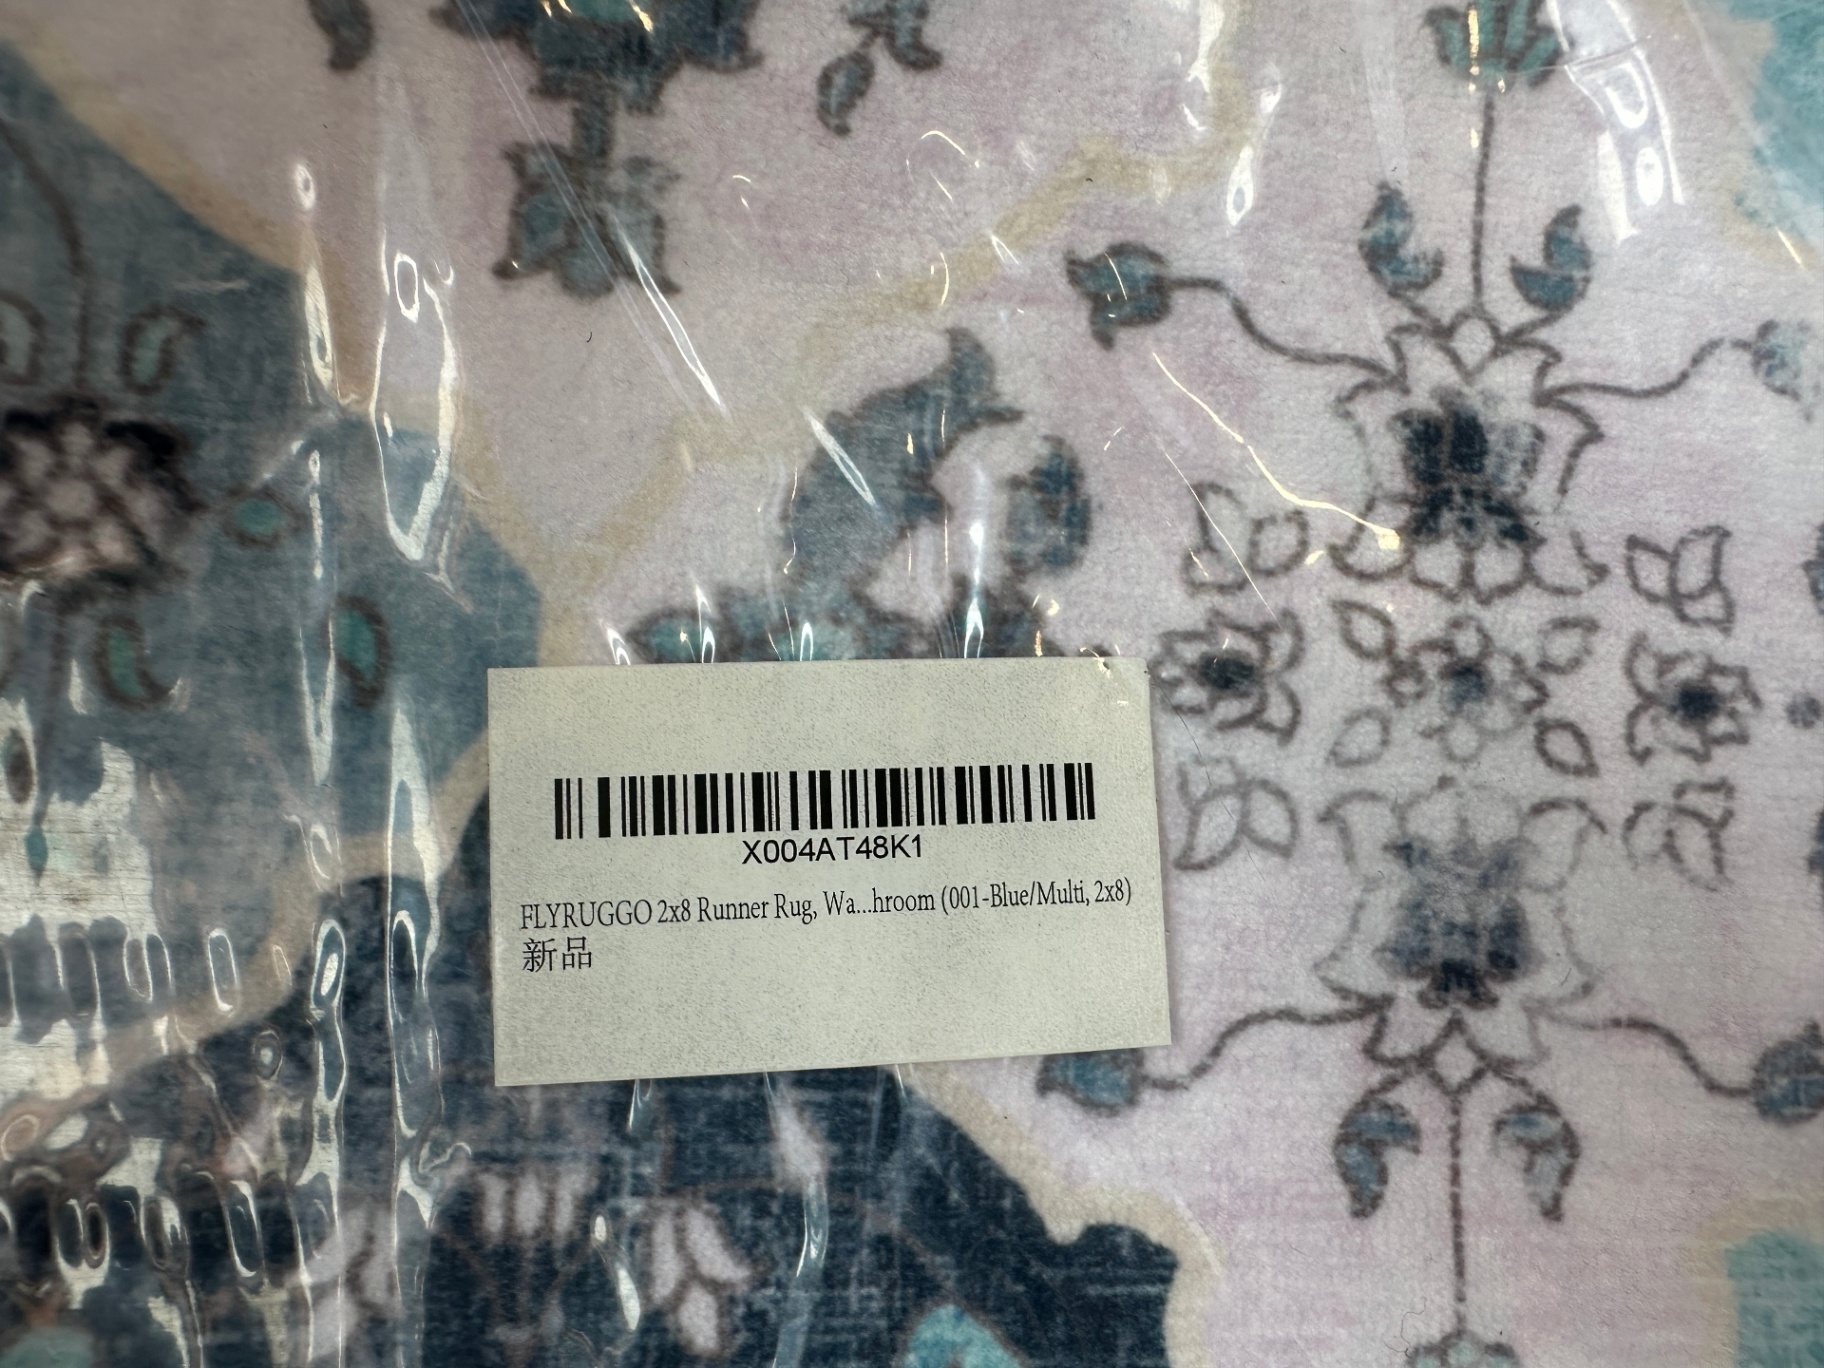 X004AT48K1
FLYRUGGO 2x8 Runner Rug, Wa...hroom (001-Blue/Multi, 2x8)
新品